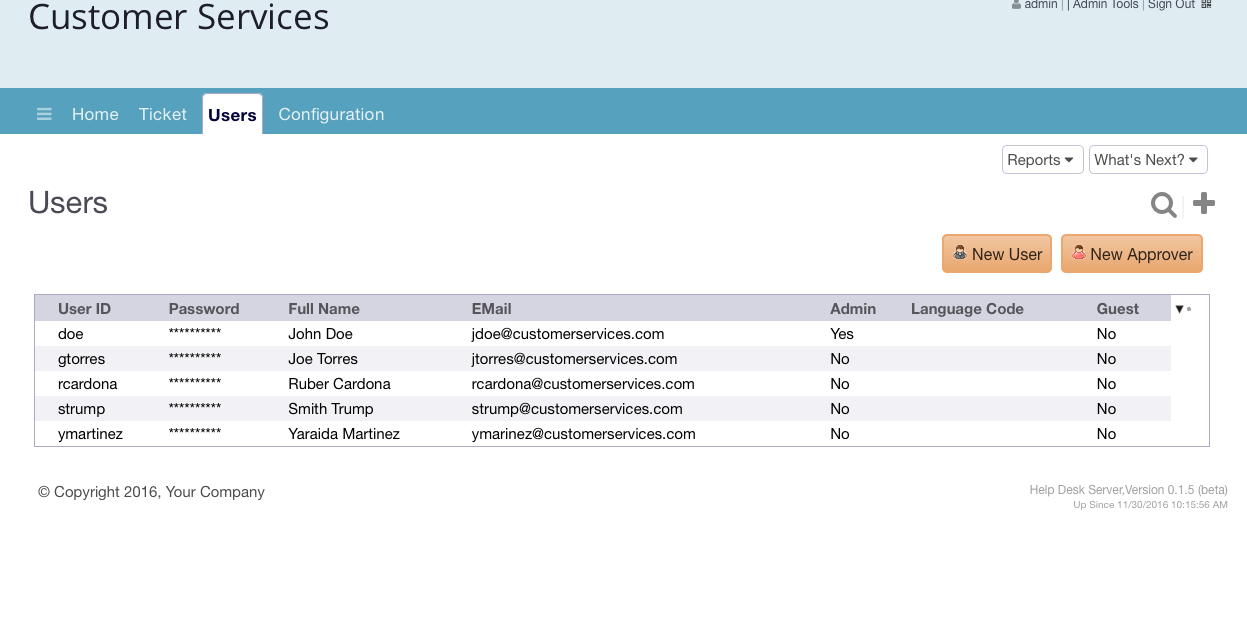 Customer Services
admin | | Admin Tools | Sign Out
Home Ticket Users Configuration
Reports What's Next?
Users
New User New Approver
User ID Password Full Name EMail Admin Language Code Guest
doe ********** John Doe jdoe@customerservices.com Yes No
gtorres ********** Joe Torres jtorres@customerservices.com No No
rcardona ********** Ruber Cardona rcardona@customerservices.com No No
strump ********** Smith Trump strump@customerservices.com No No
ymartinez ********** Yaraida Martinez ymarinez@customerservices.com No No
© Copyright 2016, Your Company
Help Desk Server,Version 0.1.5 (beta)
Up Since 11/30/2016 10:15:56 AM